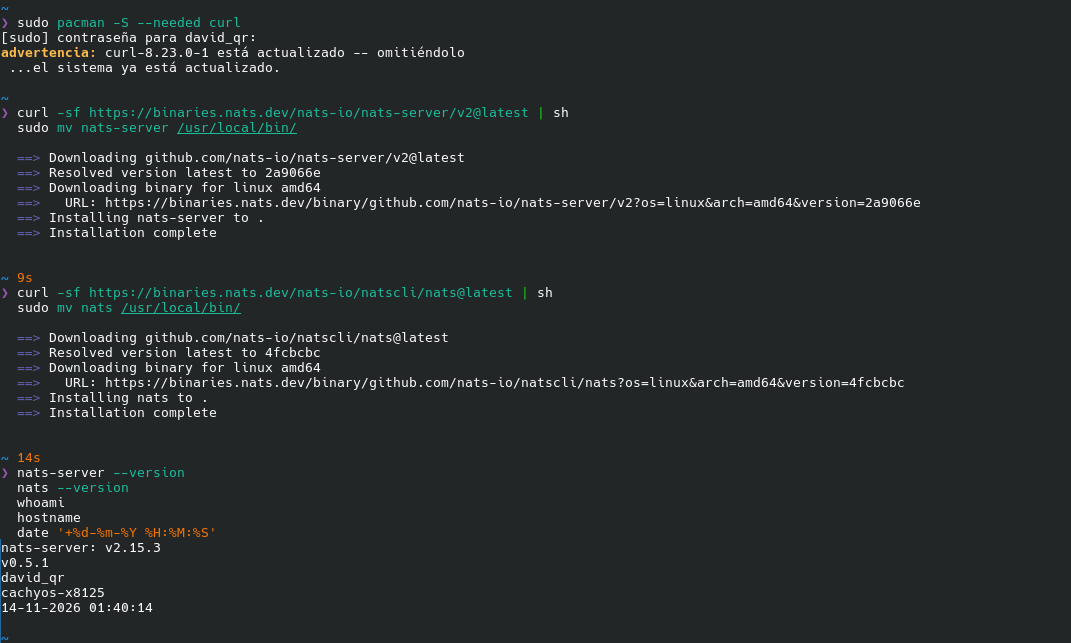 ~
❯ sudo pacman -S --needed curl
[sudo] contraseña para david_qr:
advertencia: curl-8.23.0-1 está actualizado -- omitiéndolo
 ...el sistema ya está actualizado.
~
❯ curl -sf https://binaries.nats.dev/nats-io/nats-server/v2@latest | sh
  sudo mv nats-server /usr/local/bin/
  ==> Downloading github.com/nats-io/nats-server/v2@latest
  ==> Resolved version latest to 2a9066e
  ==> Downloading binary for linux amd64
  ==>   URL: https://binaries.nats.dev/binary/github.com/nats-io/nats-server/v2?os=linux&arch=amd64&version=2a9066e
  ==> Installing nats-server to .
  ==> Installation complete
~ 9s
❯ curl -sf https://binaries.nats.dev/nats-io/natscli/nats@latest | sh
  sudo mv nats /usr/local/bin/
  ==> Downloading github.com/nats-io/natscli/nats@latest
  ==> Resolved version latest to 4fcbcbc
  ==> Downloading binary for linux amd64
  ==>   URL: https://binaries.nats.dev/binary/github.com/nats-io/natscli/nats?os=linux&arch=amd64&version=4fcbcbc
  ==> Installing nats to .
  ==> Installation complete
~ 14s
❯ nats-server --version
  nats --version
  whoami
  hostname
  date '+%d-%m-%Y %H:%M:%S'
nats-server: v2.15.3
v0.5.1
david_qr
cachyos-x8125
14-11-2026 01:40:14
~